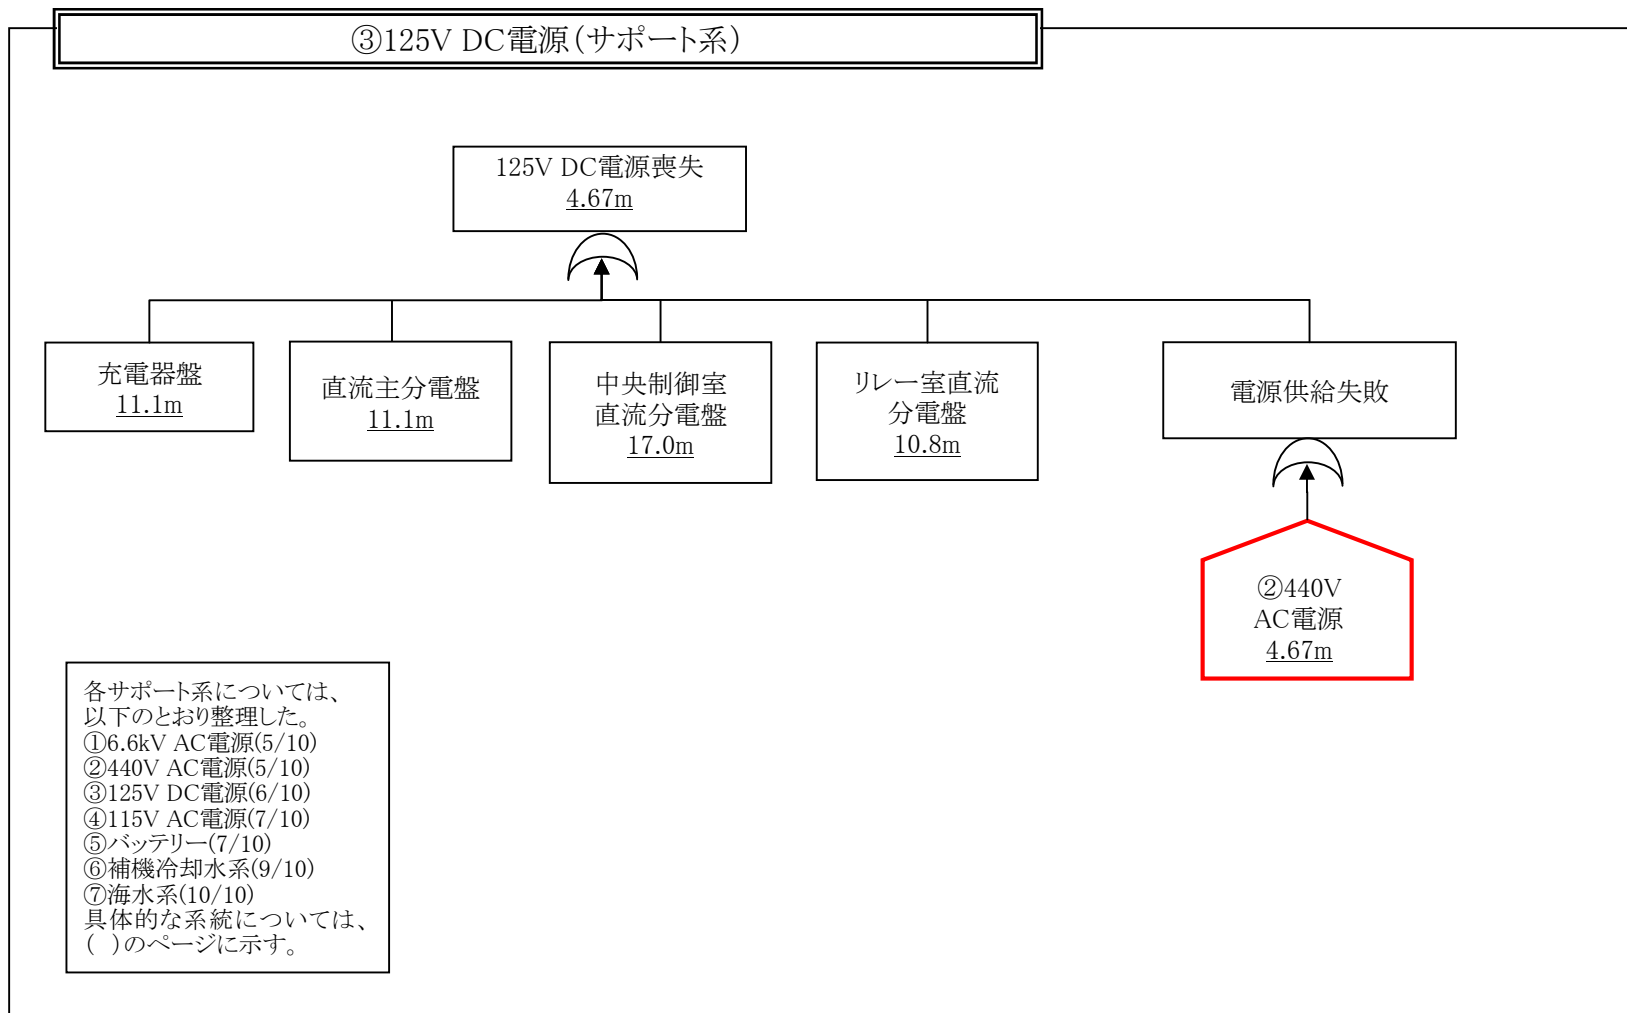 ③125V DC電源(サポート系)
125V DC電源喪失
4.67m
充電器盤
11.1m
直流主分電盤
11.1m
中央制御室
直流分電盤
17.0m
リレー室直流
分電盤
10.8m
電源供給失敗
②440V
AC電源
4.67m
各サポート系については、
以下のとおり整理した。
①6.6kV AC電源(5/10)
②440V AC電源(5/10)
③125V DC電源(6/10)
④115V AC電源(7/10)
⑤バッテリー(7/10)
⑥補機冷却水系(9/10)
⑦海水系(10/10)
具体的な系統については、
( )のページに示す。